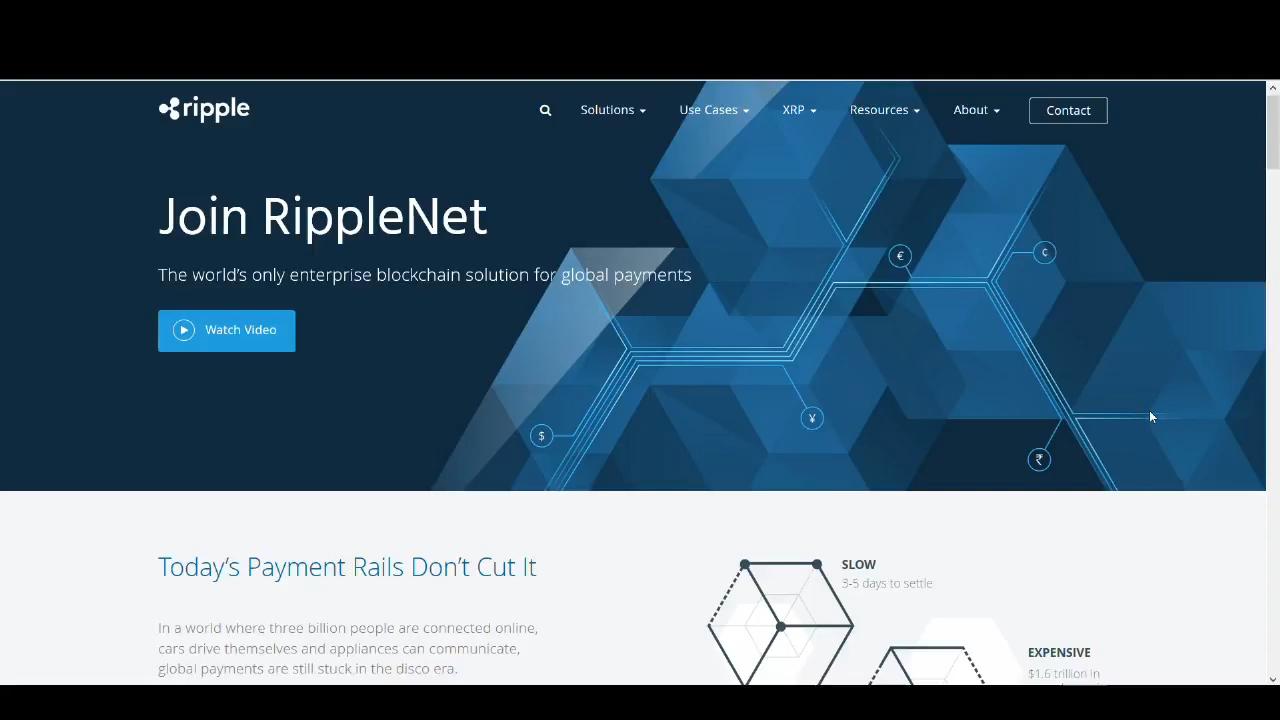 ripple
Solutions
Use Cases
XRP
Resources
About
Contact
Join RippleNet
The world's only enterprise blockchain solution for global payments
Watch Video
€
¢
$
¥
₹
Today's Payment Rails Don't Cut It
In a world where three billion people are connected online,
cars drive themselves and appliances can communicate,
global payments are still stuck in the disco era.
SLOW
3-5 days to settle
EXPENSIVE
$1.6 trillion in